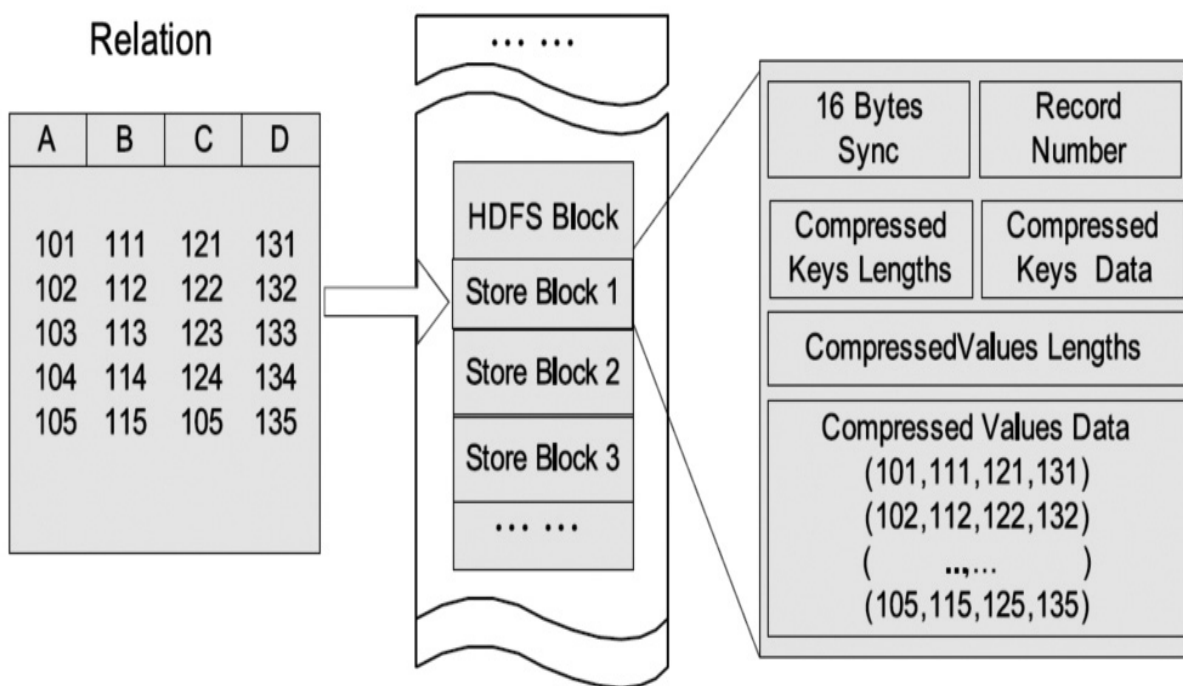 Relation
A B C D
101 111 121 131
102 112 122 132
103 113 123 133
104 114 124 134
105 115 105 135
... ...
HDFS Block
Store Block 1
Store Block 2
Store Block 3
... ...
16 Bytes
Sync
Record
Number
Compressed
Keys Lengths
Compressed
Keys Data
CompressedValues Lengths
Compressed Values Data
(101,111,121,131)
(102,112,122,132)
( ..,... )
(105,115,125,135)